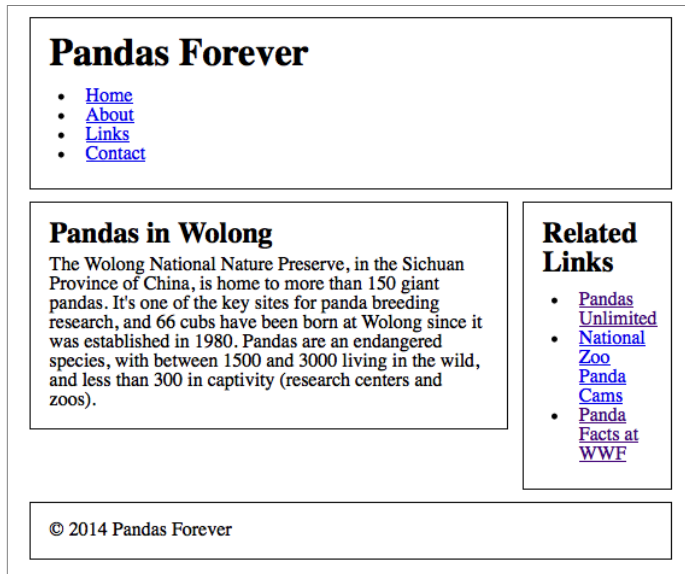 Pandas Forever
Home
About
Links
Contact
Pandas in Wolong
The Wolong National Nature Preserve, in the Sichuan
Province of China, is home to more than 150 giant
pandas. It's one of the key sites for panda breeding
research, and 66 cubs have been born at Wolong since it
was established in 1980. Pandas are an endangered
species, with between 1500 and 3000 living in the wild,
and less than 300 in captivity (research centers and
zoos).
Related
Links
Pandas
Unlimited
National
Zoo
Panda
Cams
Panda
Facts at
WWF
© 2014 Pandas Forever